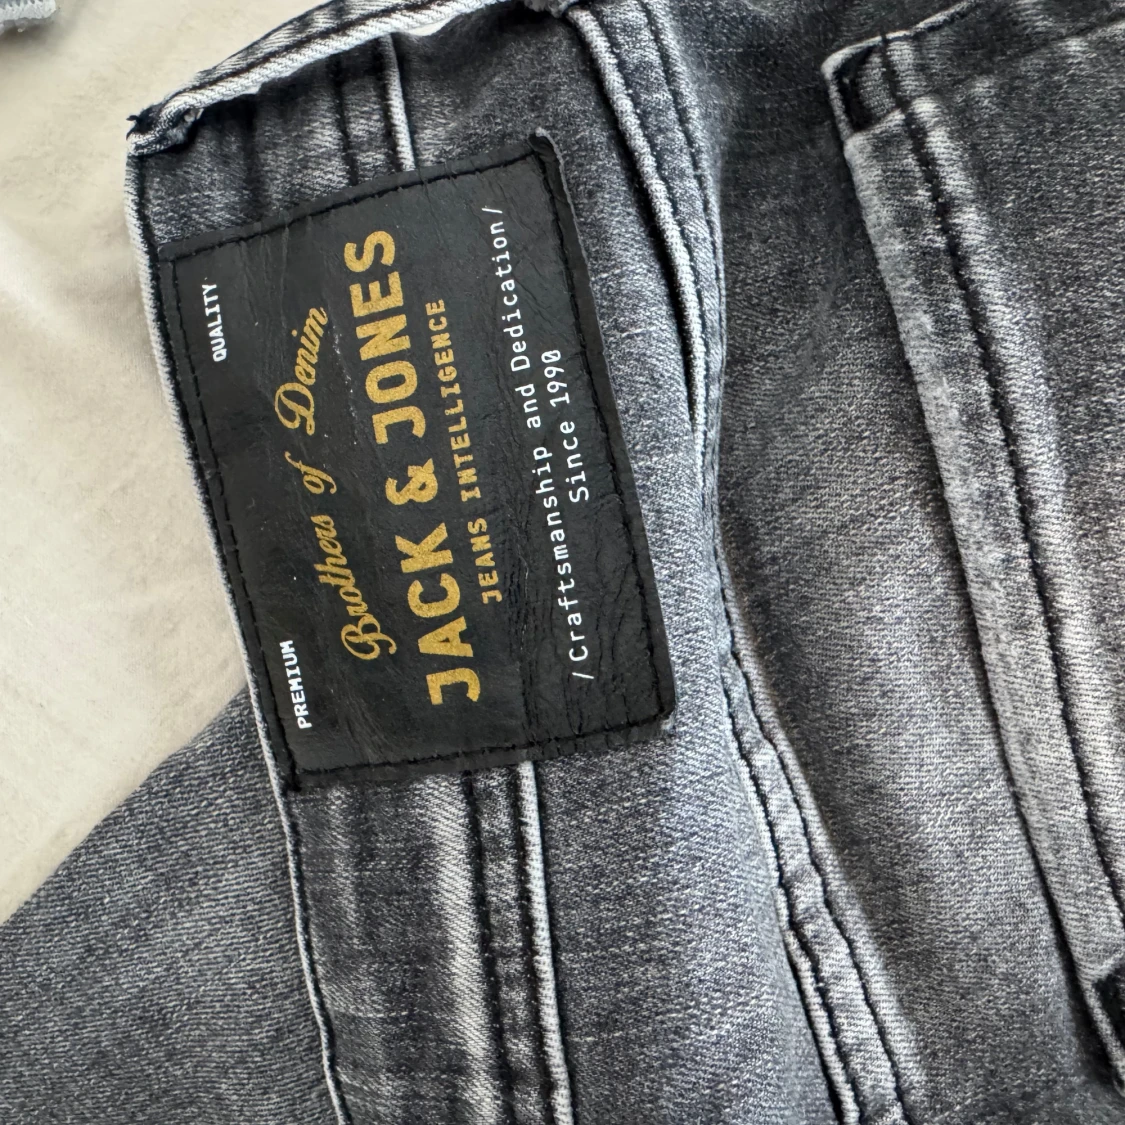 PREMIUM QUALITY
Brothers of Denim
JACK & JONES
JEANS INTELLIGENCE
/Craftsmanship and Dedication/
Since 1990